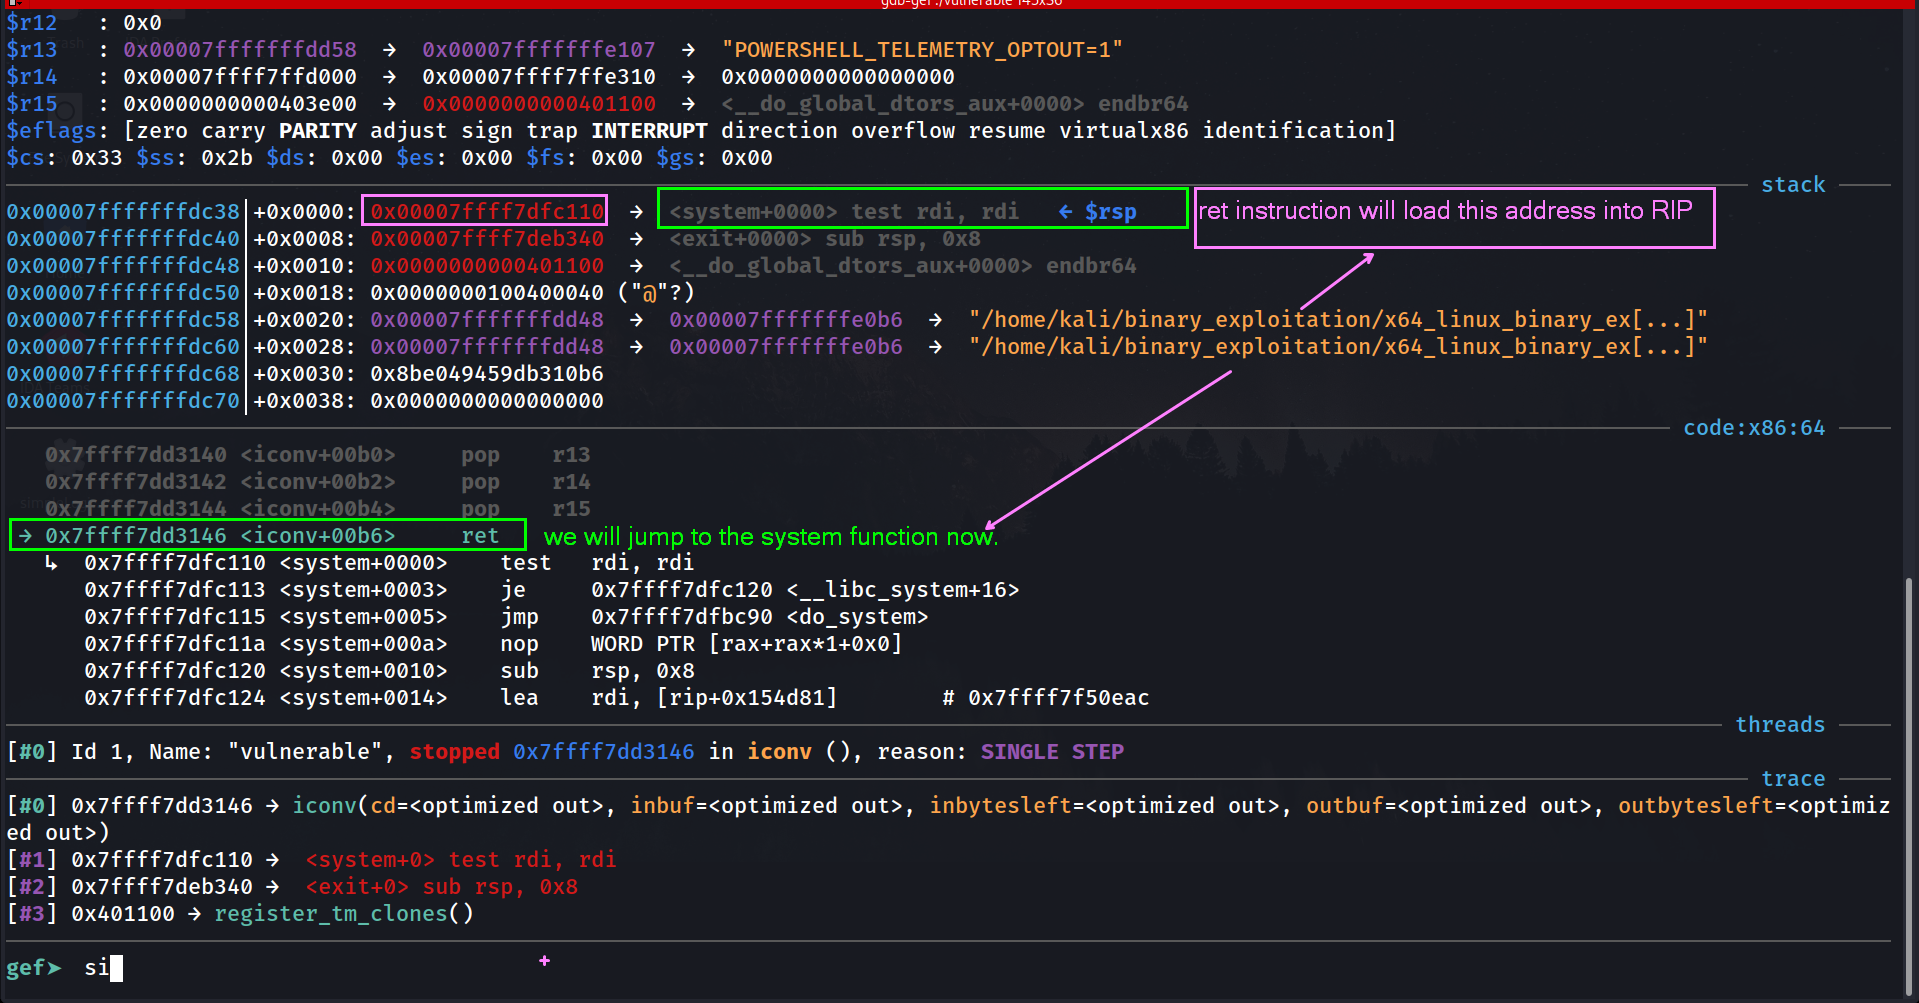 gdb-gef ./vulnerable 145x36
$r12   : 0x0
$r13   : 0x00007fffffffdd58  →  0x00007fffffffe107  →  "POWERSHELL_TELEMETRY_OPTOUT=1"
$r14   : 0x00007ffff7ffd000  →  0x00007ffff7ffe310  →  0x0000000000000000
$r15   : 0x0000000000403e00  →  0x0000000000401100  →  <__do_global_dtors_aux+0000> endbr64
$eflags: [zero carry PARITY adjust sign trap INTERRUPT direction overflow resume virtualx86 identification]
$cs: 0x33 $ss: 0x2b $ds: 0x00 $es: 0x00 $fs: 0x00 $gs: 0x00
stack
0x00007fffffffdc38│+0x0000: 0x00007ffff7dfc110  →  <system+0000> test rdi, rdi   ← $rsp ret instruction will load this address into RIP
0x00007fffffffdc40│+0x0008: 0x00007ffff7deb340  →  <exit+0000> sub rsp, 0x8
0x00007fffffffdc48│+0x0010: 0x0000000000401100  →  <__do_global_dtors_aux+0000> endbr64
0x00007fffffffdc50│+0x0018: 0x0000000100400040 ("@"?)
0x00007fffffffdc58│+0x0020: 0x00007fffffffdd48  →  0x00007fffffffe0b6  →  "/home/kali/binary_exploitation/x64_linux_binary_ex[...]"
0x00007fffffffdc60│+0x0028: 0x00007fffffffdd48  →  0x00007fffffffe0b6  →  "/home/kali/binary_exploitation/x64_linux_binary_ex[...]"
0x00007fffffffdc68│+0x0030: 0x8be049459db310b6
0x00007fffffffdc70│+0x0038: 0x0000000000000000
code:x86:64
0x7ffff7dd3140 <iconv+00b0>     pop    r13
0x7ffff7dd3142 <iconv+00b2>     pop    r14
0x7ffff7dd3144 <iconv+00b4>     pop    r15
→ 0x7ffff7dd3146 <iconv+00b6>     ret we will jump to the system function now.
↳  0x7ffff7dfc110 <system+0000>    test   rdi, rdi
0x7ffff7dfc113 <system+0003>    je     0x7ffff7dfc120 <__libc_system+16>
0x7ffff7dfc115 <system+0005>    jmp    0x7ffff7dfbc90 <do_system>
0x7ffff7dfc11a <system+000a>    nop    WORD PTR [rax+rax*1+0x0]
0x7ffff7dfc120 <system+0010>    sub    rsp, 0x8
0x7ffff7dfc124 <system+0014>    lea    rdi, [rip+0x154d81]        # 0x7ffff7f50eac
threads
[#0] Id 1, Name: "vulnerable", stopped 0x7ffff7dd3146 in iconv (), reason: SINGLE STEP
trace
[#0] 0x7ffff7dd3146 → iconv(cd=<optimized out>, inbuf=<optimized out>, inbytesleft=<optimized out>, outbuf=<optimized out>, outbytesleft=<optimiz
ed out>)
[#1] 0x7ffff7dfc110 →  <system+0> test rdi, rdi
[#2] 0x7ffff7deb340 →  <exit+0> sub rsp, 0x8
[#3] 0x401100 → register_tm_clones()
gef➤  si